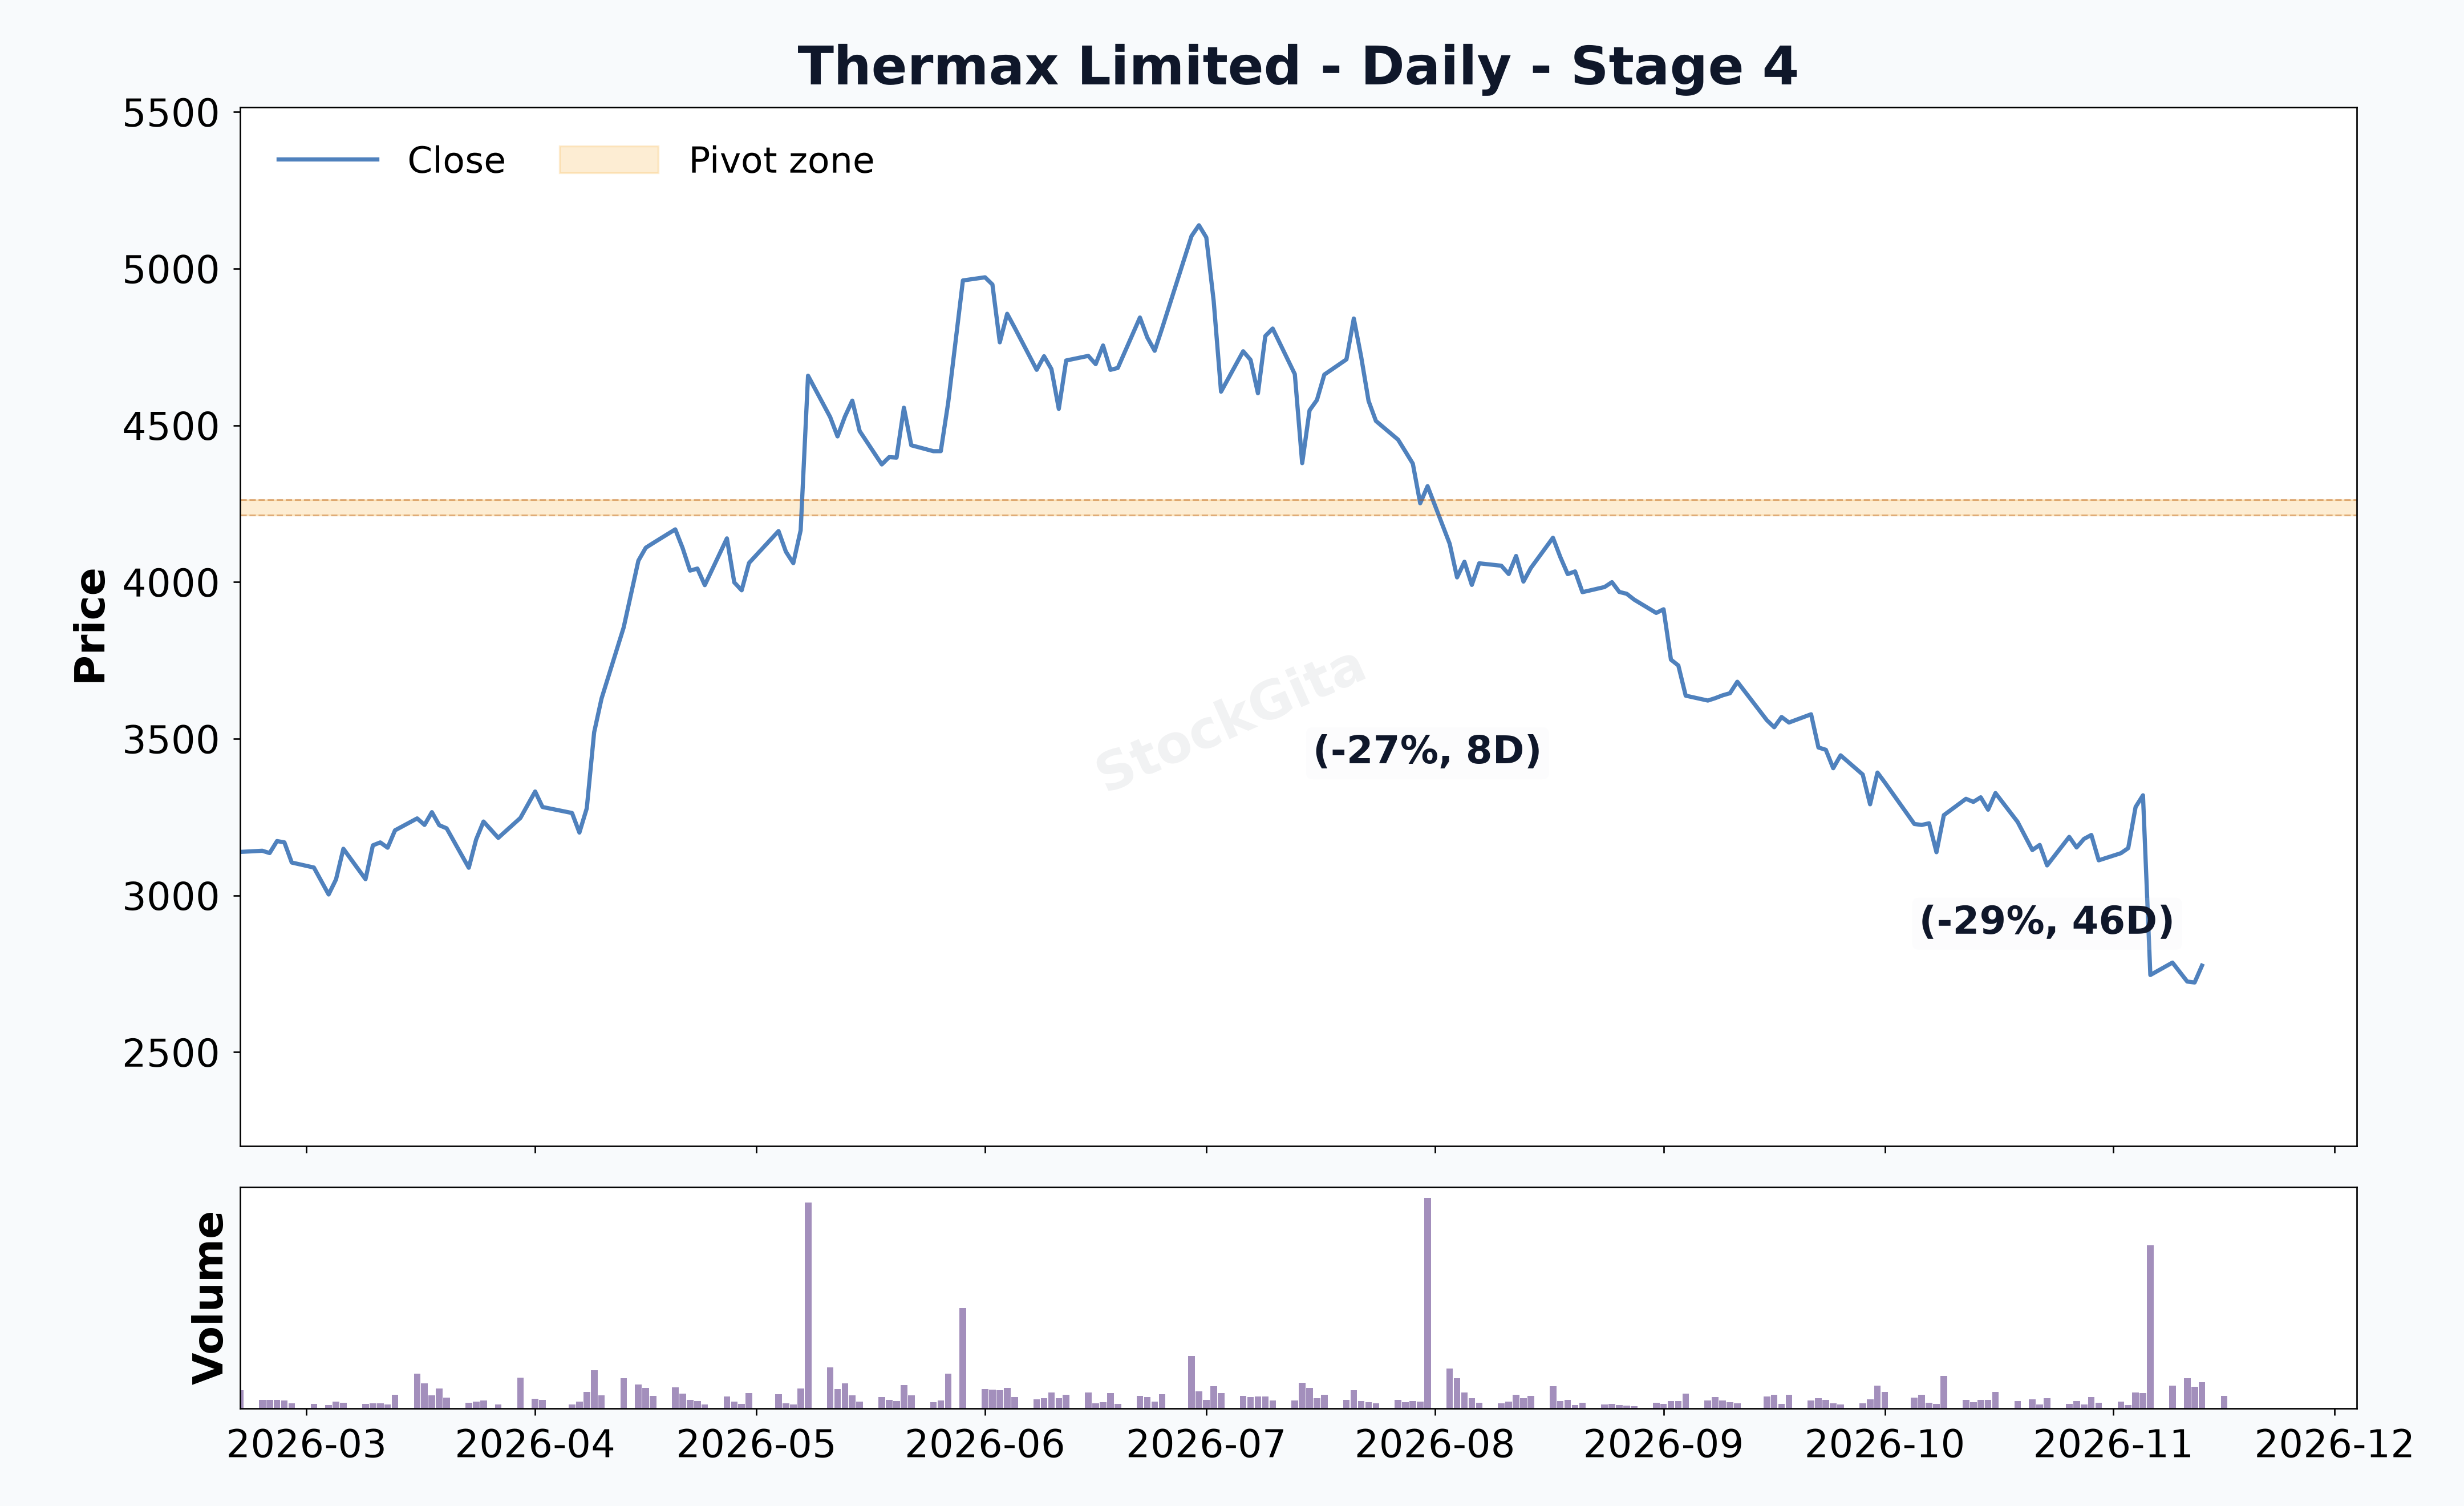 Thermax Limited - Daily - Stage 4
Close
Pivot zone
5500
5000
4500
4000
3500
3000
2500
Price
StockGita
(-27%, 8D)
(-29%, 46D)
Volume
2026-03
2026-04
2026-05
2026-06
2026-07
2026-08
2026-09
2026-10
2026-11
2026-12